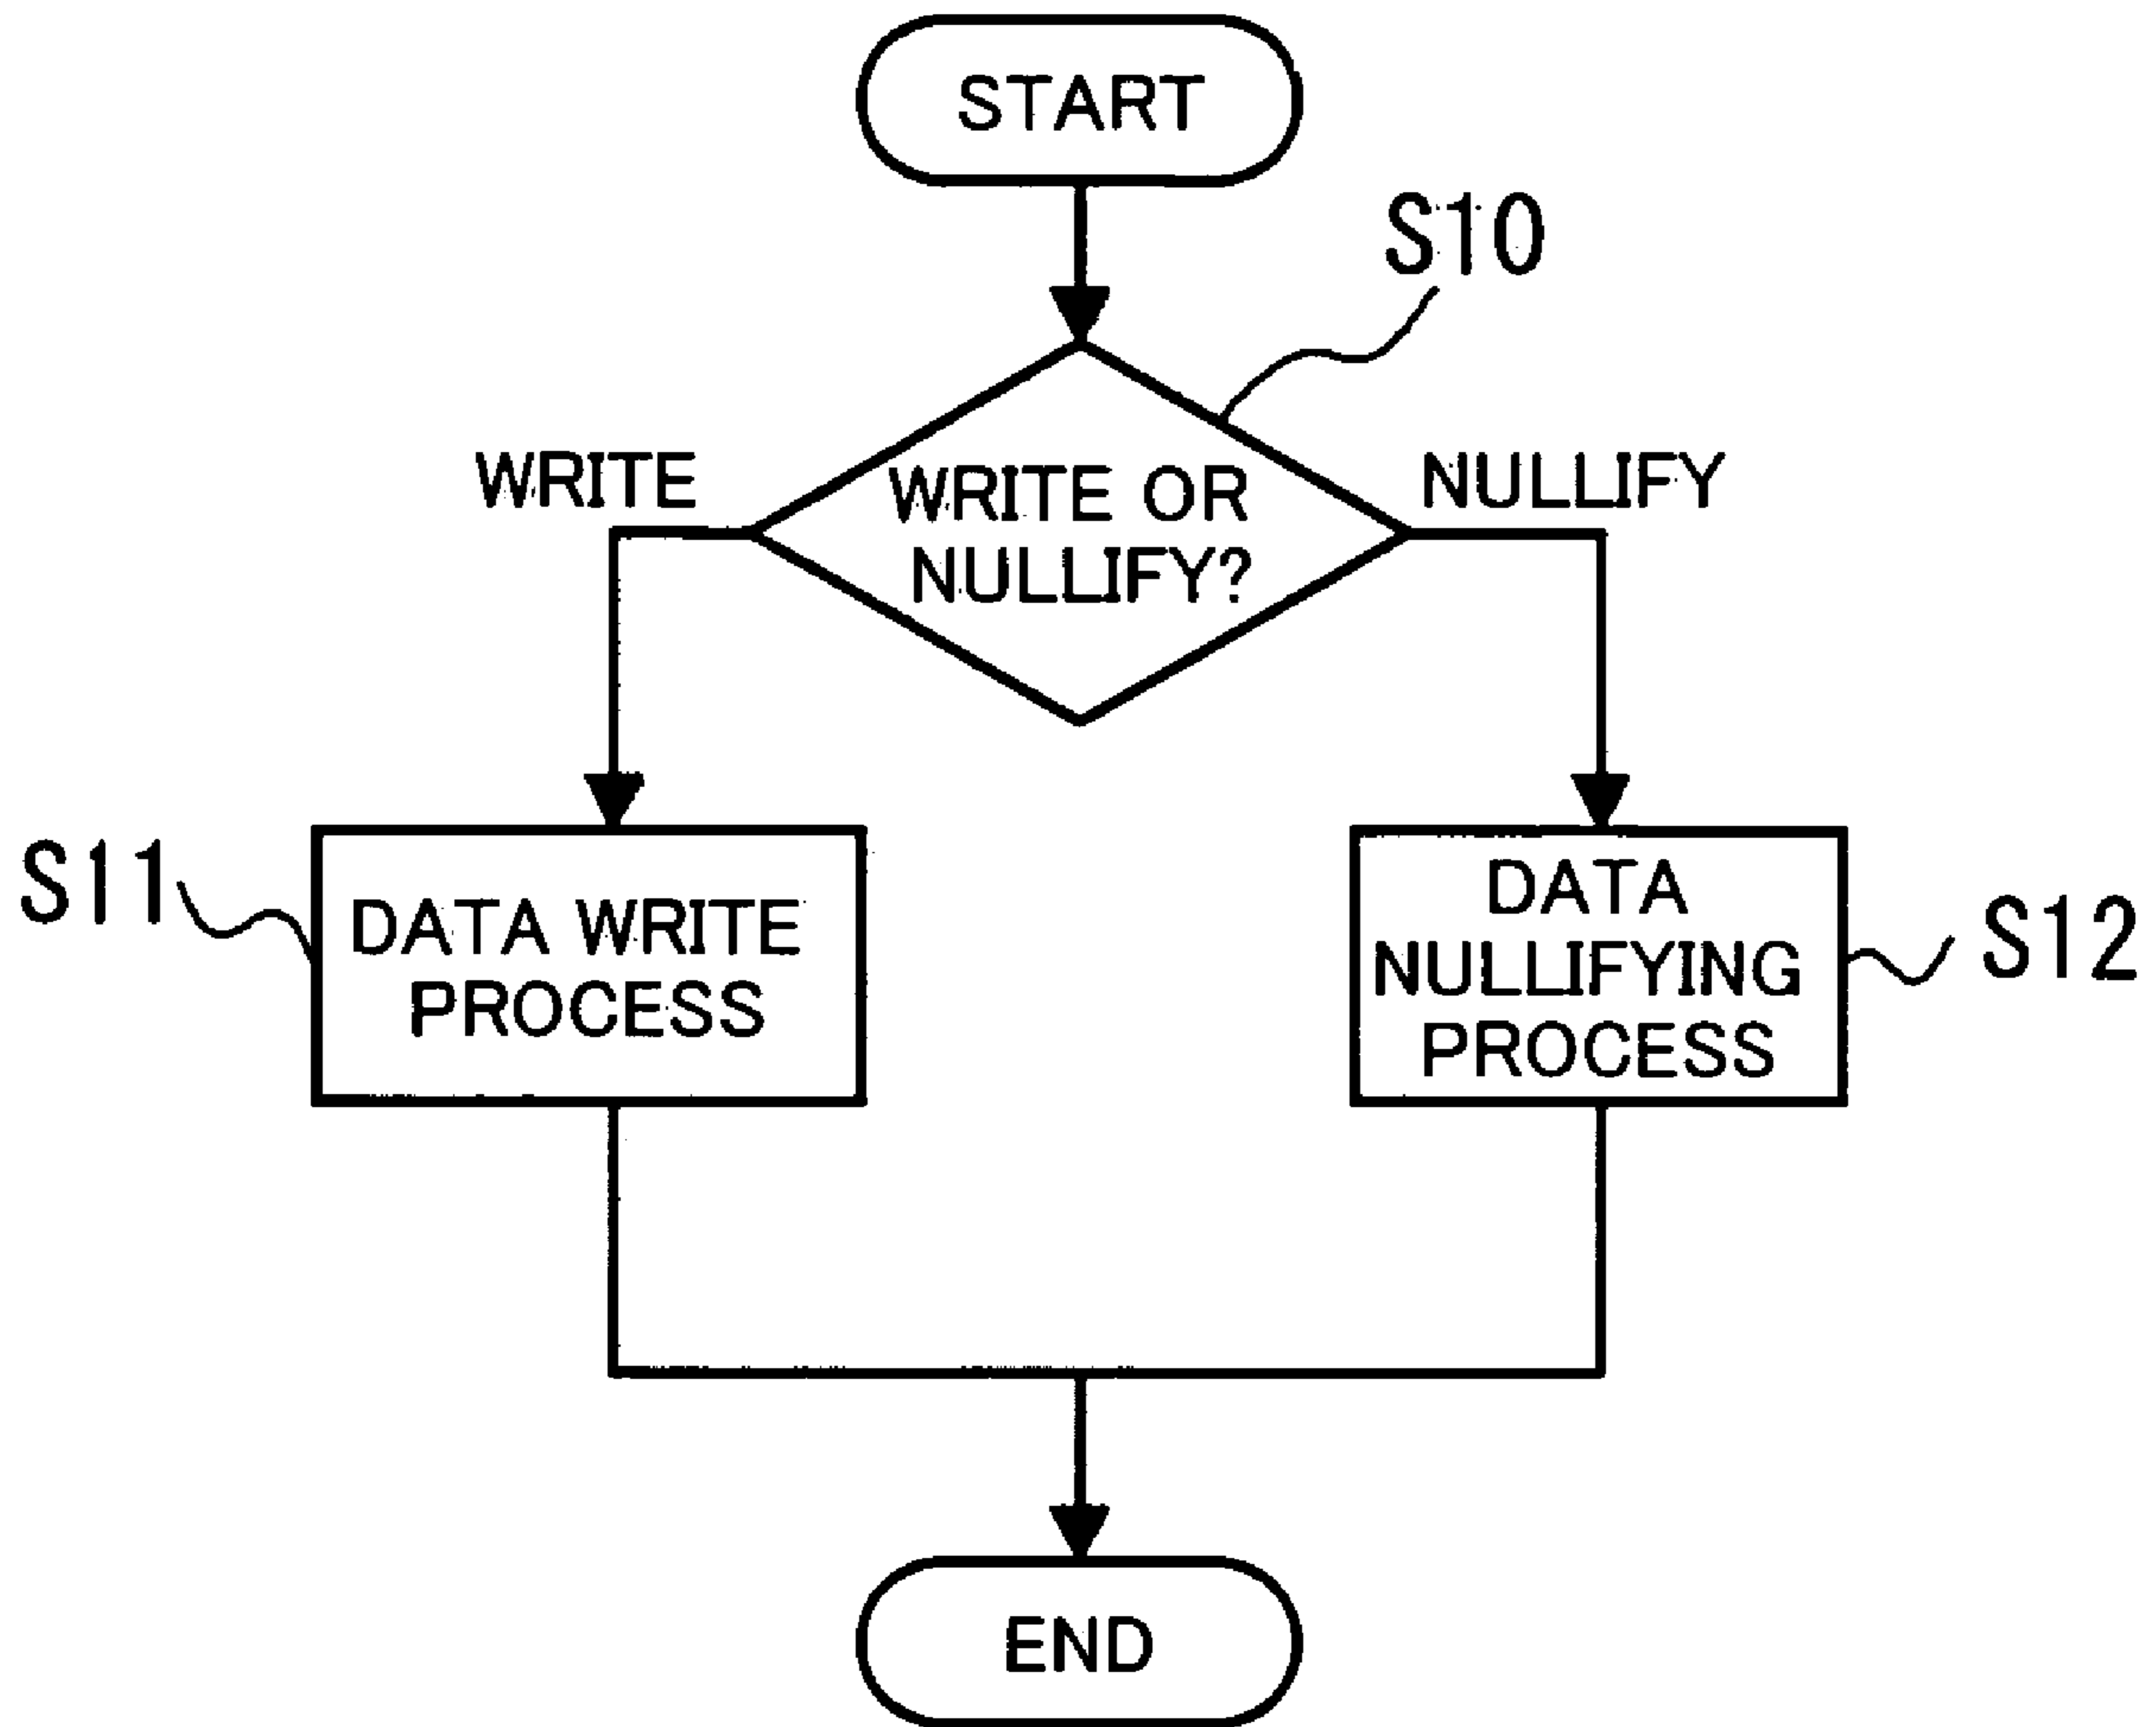 START
S10
WRITE
WRITE OR
NULLIFY?
NULLIFY
S11
DATA WRITE
PROCESS
DATA
NULLIFYING
PROCESS
S12
END